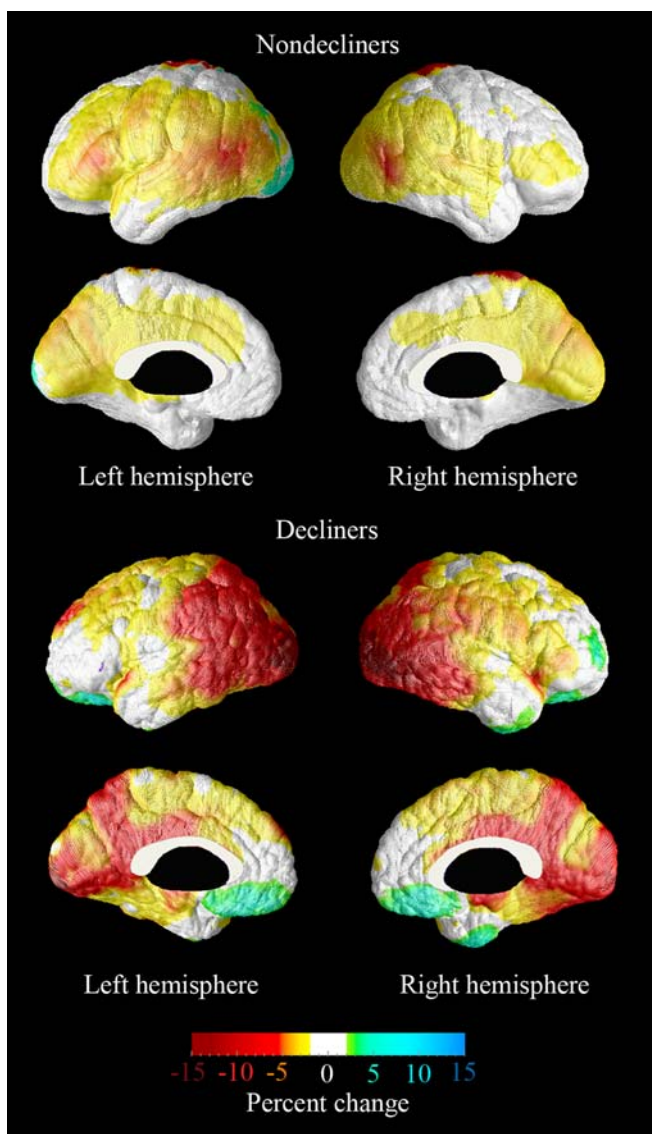 Nondecliners
Left hemisphere
Right hemisphere
Decliners
Left hemisphere
Right hemisphere
-15 -10 -5 0 5 10 15
Percent change